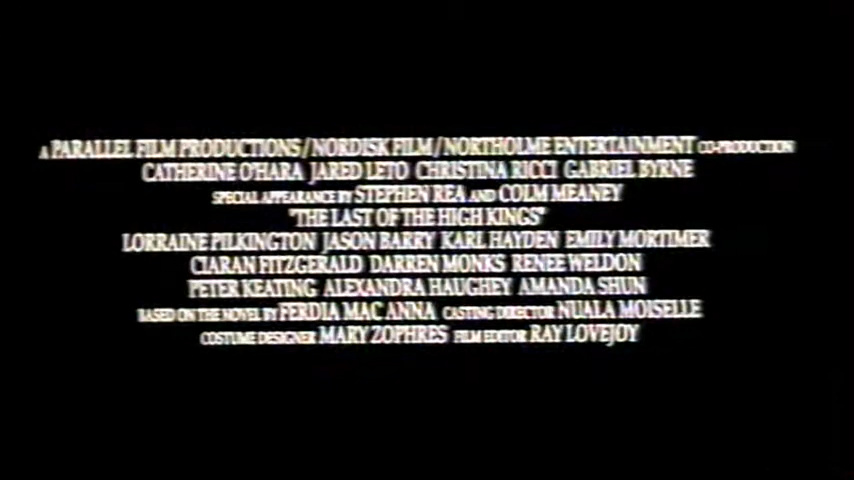 A PARALLEL FILM PRODUCTIONS/NORDISK FILM/NORTHOLME ENTERTAINMENT CO-PRODUCTION
CATHERINE O'HARA JARED LETO CHRISTINA RICCI GABRIEL BYRNE
SPECIAL APPEARANCE BY STEPHEN REA AND COLM MEANEY
"THE LAST OF THE HIGH KINGS"
LORRAINE PILKINGTON JASON BARRY KARL HAYDEN EMILY MORTIMER
CIARAN FITZGERALD DARREN MONKS RENEE WELDON
PETER KEATING ALEXANDRA HAUGHEY AMANDA SHUN
BASED ON THE NOVEL BY FERDIA MAC ANNA CASTING DIRECTOR NUALA MOISELLE
COSTUME DESIGNER MARY ZOPHRES FILM EDITOR RAY LOVEJOY